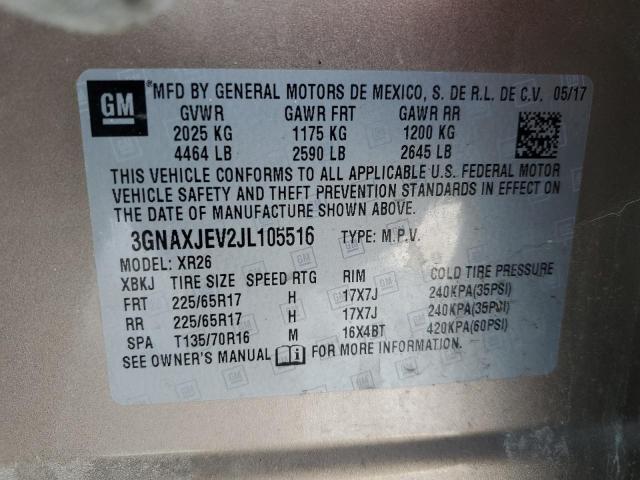 GM
®MFD BY GENERAL MOTORS DE MEXICO, S. DE R.L. DE C.V. 05/17
GVWR GAWR FRT GAWR RR
2025 KG 1175 KG 1200 KG
4464 LB 2590 LB 2645 LB
THIS VEHICLE CONFORMS TO ALL APPLICABLE U.S. FEDERAL MOTOR
VEHICLE SAFETY AND THEFT PREVENTION STANDARDS IN EFFECT ON
THE DATE OF MANUFACTURE SHOWN ABOVE.
3GNAXJEV2JL105516 TYPE: M.P.V.
MODEL: XR26
XBKJ TIRE SIZE SPEED RTG RIM COLD TIRE PRESSURE
FRT 225/65R17 H 17X7J 240KPA(35PSI)
RR 225/65R17 H 17X7J 240KPA(35PSI)
SPA T135/70R16 M 16X4BT 420KPA(60PSI)
SEE OWNER'S MANUAL FOR MORE INFORMATION.